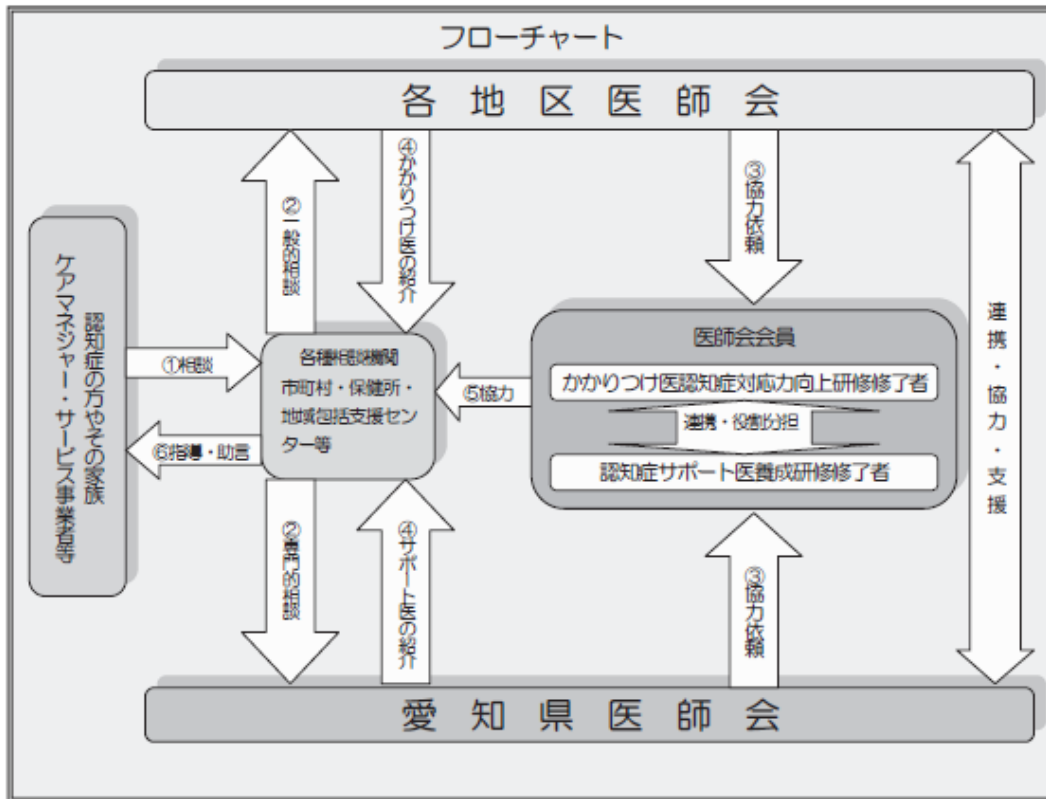 フローチャート
各地区医師会
②一般的相談
④かかりつけ医の紹介
③協力依頼
連携・協力・支援
認知症の方やその家族
ケアマネジャー・サービス事業者等
①相談
⑥指導・助言
各種相談機関
市町村・保健所・
地域包括支援セン
ター等
⑤協力
医師会会員
かかりつけ医認知症対応力向上研修修了者
連携・役割分担
認知症サポート医養成研修修了者
②専門的相談
④サポート医の紹介
③協力依頼
愛知県医師会